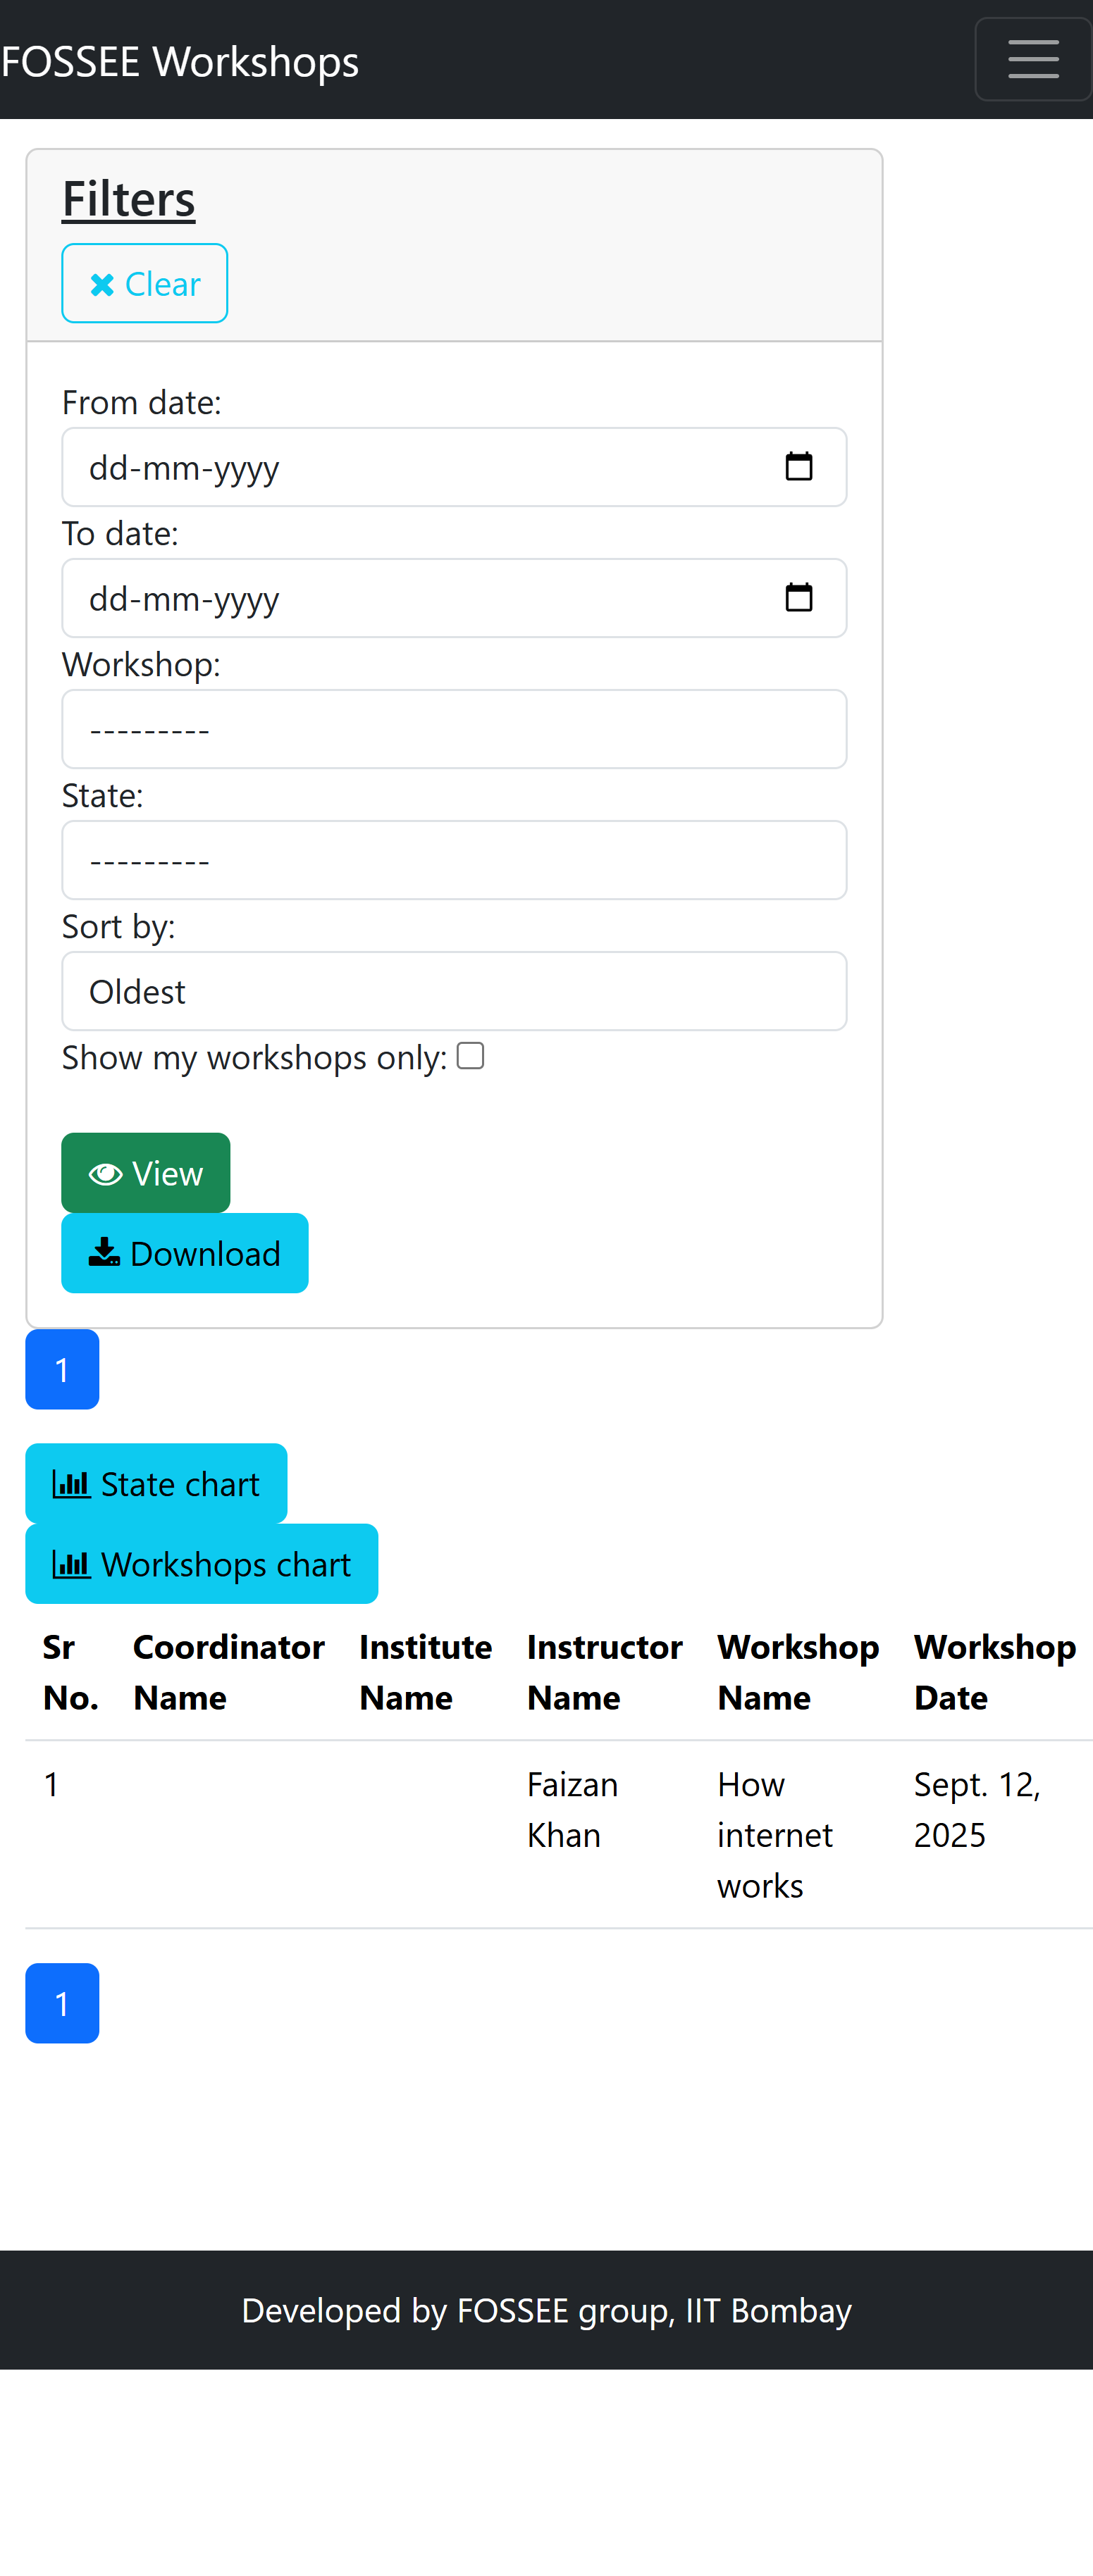 FOSSEE Workshops
Filters
Clear
From date:
dd-mm-yyyy
To date:
dd-mm-yyyy
Workshop:
---------
State:
---------
Sort by:
Oldest
Show my workshops only:
View
Download
1
State chart
Workshops chart
Sr Coordinator Institute Instructor Workshop Workshop
No. Name Name Name Name Date
1 Faizan How Sept. 12,
Khan internet 2025
works
1
Developed by FOSSEE group, IIT Bombay